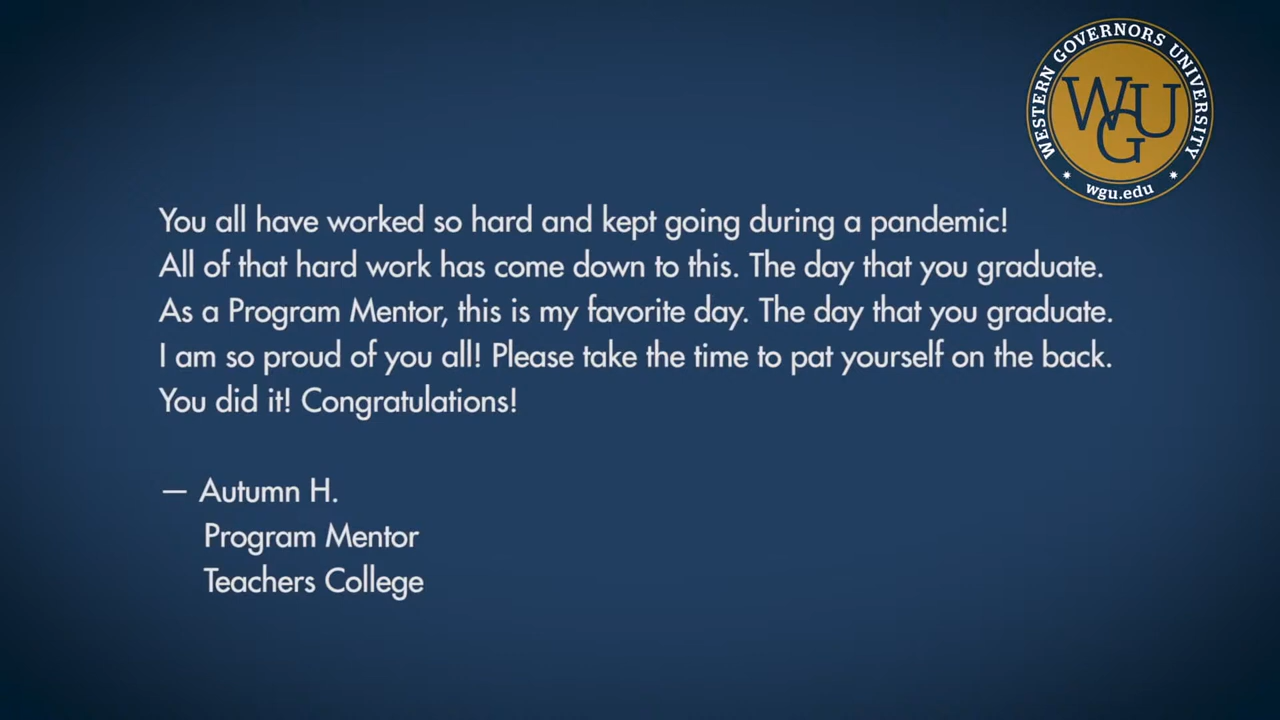 WESTERN GOVERNORS UNIVERSITY
WGU
wgu.edu
You all have worked so hard and kept going during a pandemic!
All of that hard work has come down to this. The day that you graduate.
As a Program Mentor, this is my favorite day. The day that you graduate.
I am so proud of you all! Please take the time to pat yourself on the back.
You did it! Congratulations!
— Autumn H.
Program Mentor
Teachers College